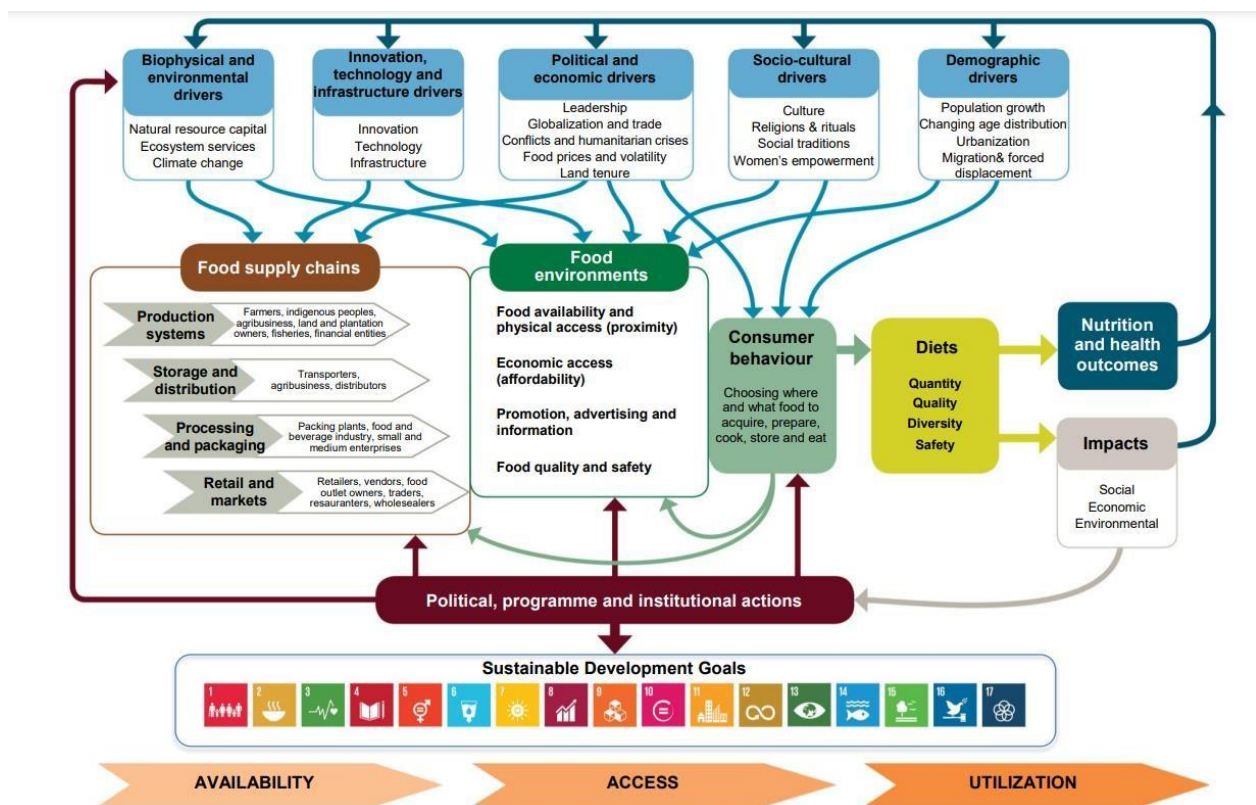 Biophysical and
environmental
drivers
Natural resource capital
Ecosystem services
Climate change
Innovation,
technology and
infrastructure drivers
Innovation
Technology
Infrastructure
Political and
economic drivers
Leadership
Globalization and trade
Conflicts and humanitarian crises
Food prices and volatility
Land tenure
Socio-cultural
drivers
Culture
Religions & rituals
Social traditions
Women's empowerment
Demographic
drivers
Population growth
Changing age distribution
Urbanization
Migration& forced
displacement
Food supply chains
Production
systems
Farmers, indigenous peoples,
agribusiness, land and plantation
owners, fisheries, financial entities
Storage and
distribution
Transporters,
agribusiness, distributors
Processing
and packaging
Packing plants, food and
beverage industry, small and
medium enterprises
Retail and
markets
Retailers, vendors, food
outlet owners, traders,
resauranters, wholesealers
Food
environments
Food availability and
physical access (proximity)
Economic access
(affordability)
Promotion, advertising and
information
Food quality and safety
Consumer
behaviour
Choosing where
and what food to
acquire, prepare,
cook, store and eat
Diets
Quantity
Quality
Diversity
Safety
Nutrition
and health
outcomes
Impacts
Social
Economic
Environmental
Political, programme and institutional actions
Sustainable Development Goals
1 2 3 4 5 6 7 8 9 10 11 12 13 14 15 16 17
AVAILABILITY ACCESS UTILIZATION